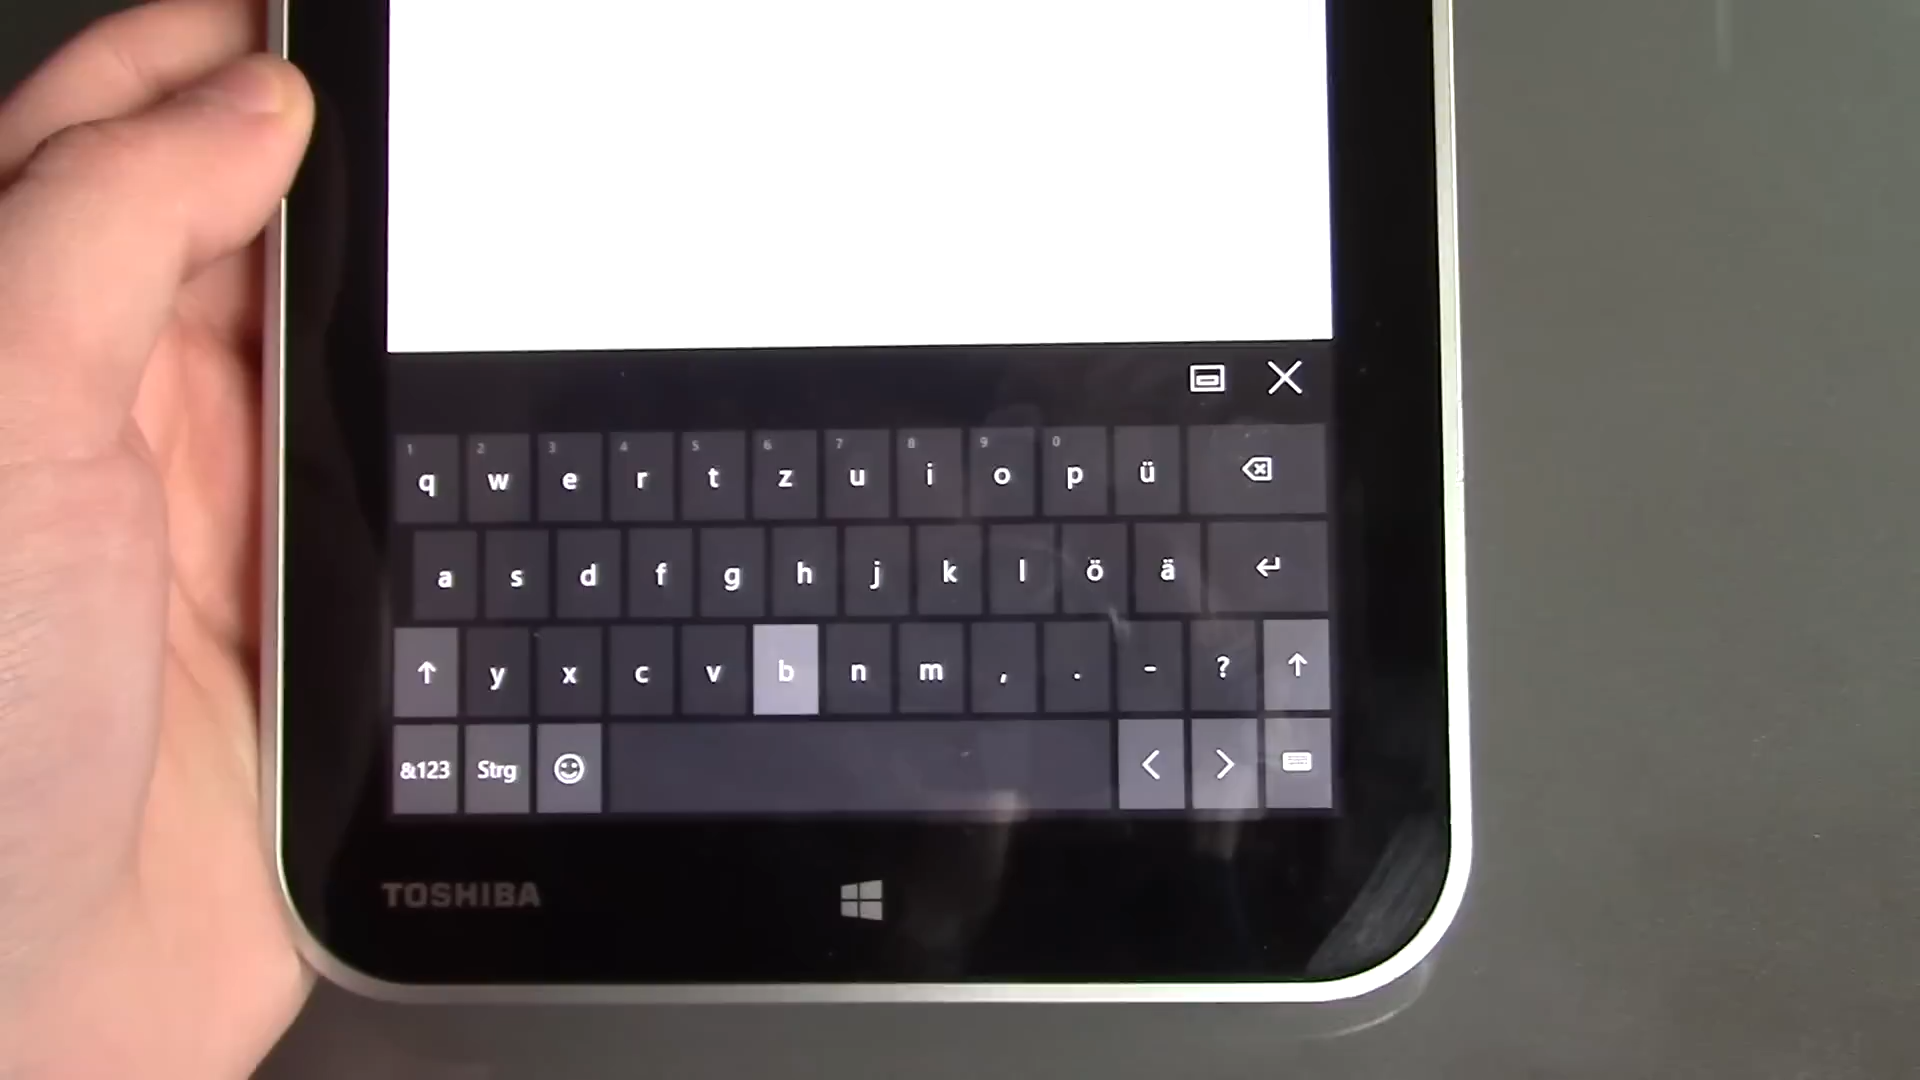 1 2 3 4 5 6 7 8 9 0
q w e r t z u i o p ü
a s d f g h j k l ö ä
y x c v b n m , . - ?
&123 Strg
TOSHIBA